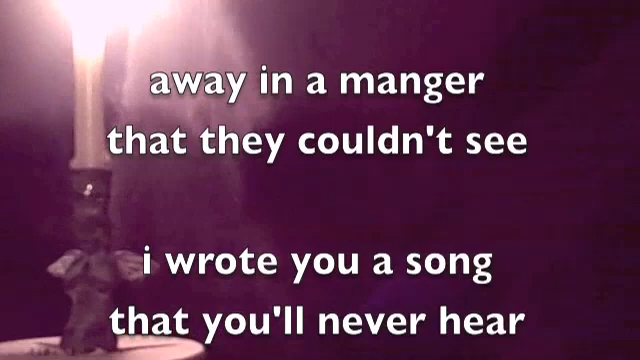 away in a manger
that they couldn't see
i wrote you a song
that you'll never hear